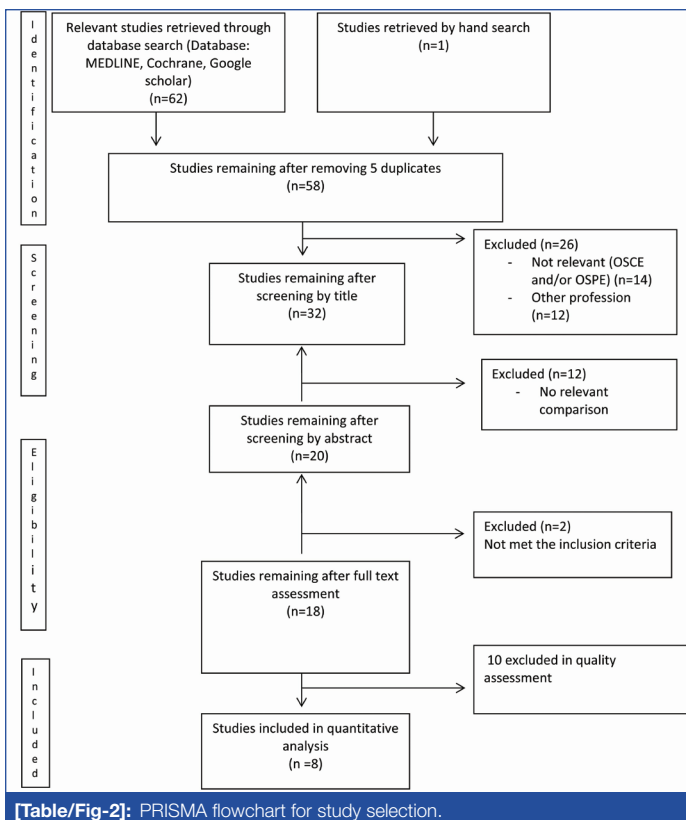 Identification
Relevant studies retrieved through
database search (Database:
MEDLINE, Cochrane, Google
scholar)
(n=62)
Studies retrieved by hand search
(n=1)
Studies remaining after removing 5 duplicates
(n=58)
Screening
Excluded (n=26)
- Not relevant (OSCE
and/or OSPE) (n=14)
- Other profession
(n=12)
Studies remaining after
screening by title
(n=32)
Excluded (n=12)
- No relevant
comparison
Studies remaining after
screening by abstract
(n=20)
Eligibility
Excluded (n=2)
Not met the inclusion criteria
Studies remaining after full text
assessment
(n=18)
Included
10 excluded in quality
assessment
Studies included in quantitative
analysis
(n =8)
[Table/Fig-2]: PRISMA flowchart for study selection.